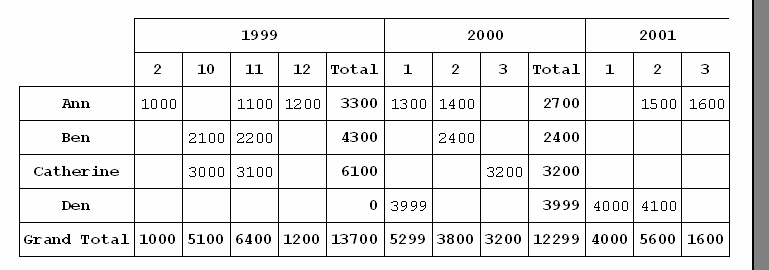 1999 2000 2001
2 10 11 12 Total 1 2 3 Total 1 2 3
Ann 1000 1100 1200 3300 1300 1400 2700 1500 1600
Ben 2100 2200 4300 2400 2400
Catherine 3000 3100 6100 3200 3200
Den 0 3999 3999 4000 4100
Grand Total 1000 5100 6400 1200 13700 5299 3800 3200 12299 4000 5600 1600